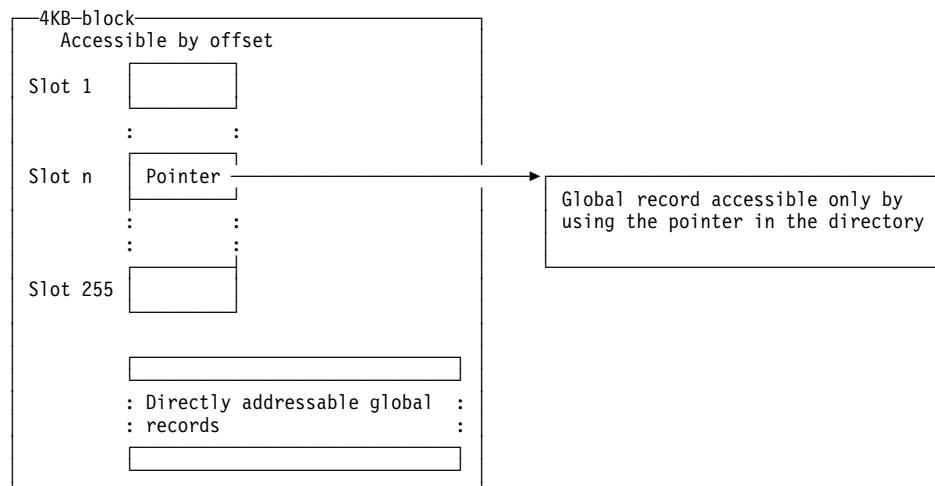 4KB-block
Accessible by offset
Slot 1
: :
Slot n Pointer
Global record accessible only by
using the pointer in the directory
: :
: :
Slot 255
: Directly addressable global :
: records :